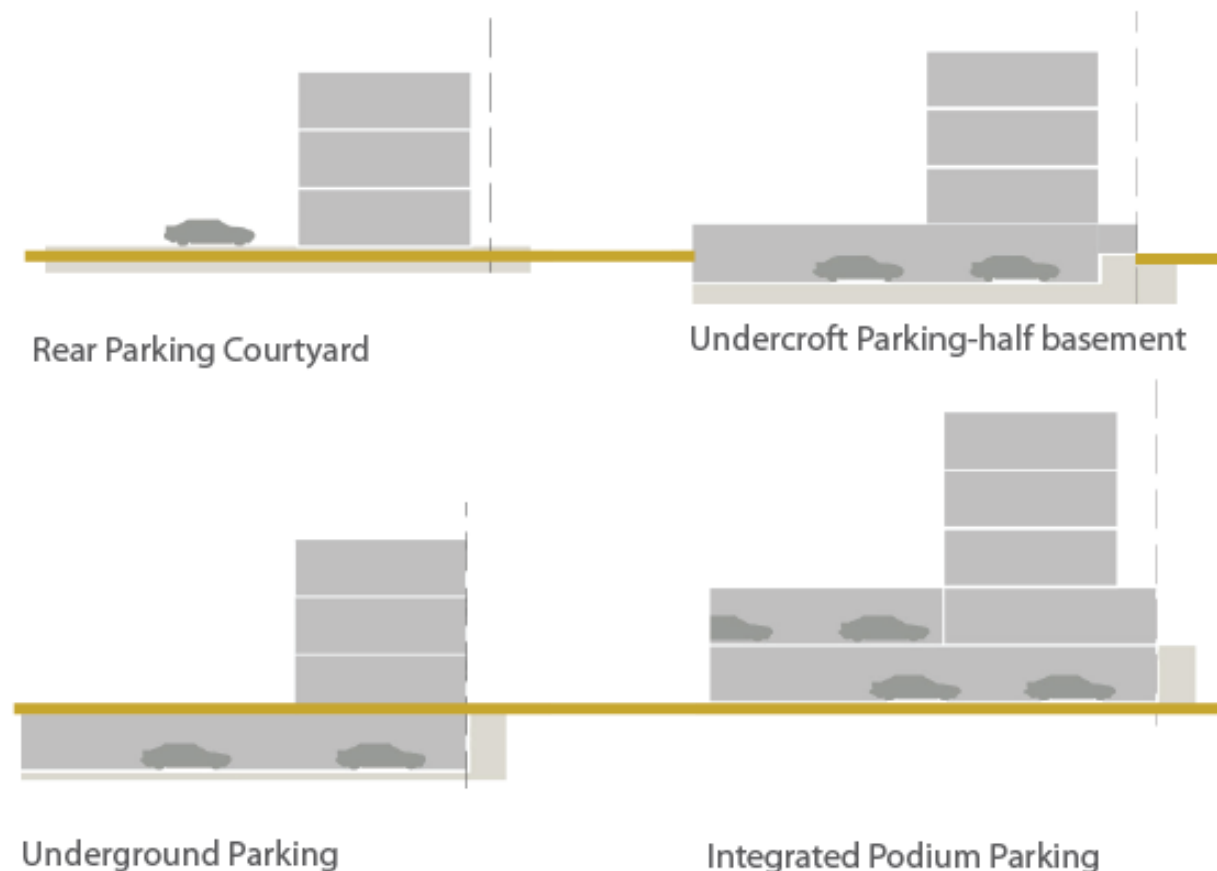 Rear Parking Courtyard
Undercroft Parking-half basement
Underground Parking
Integrated Podium Parking